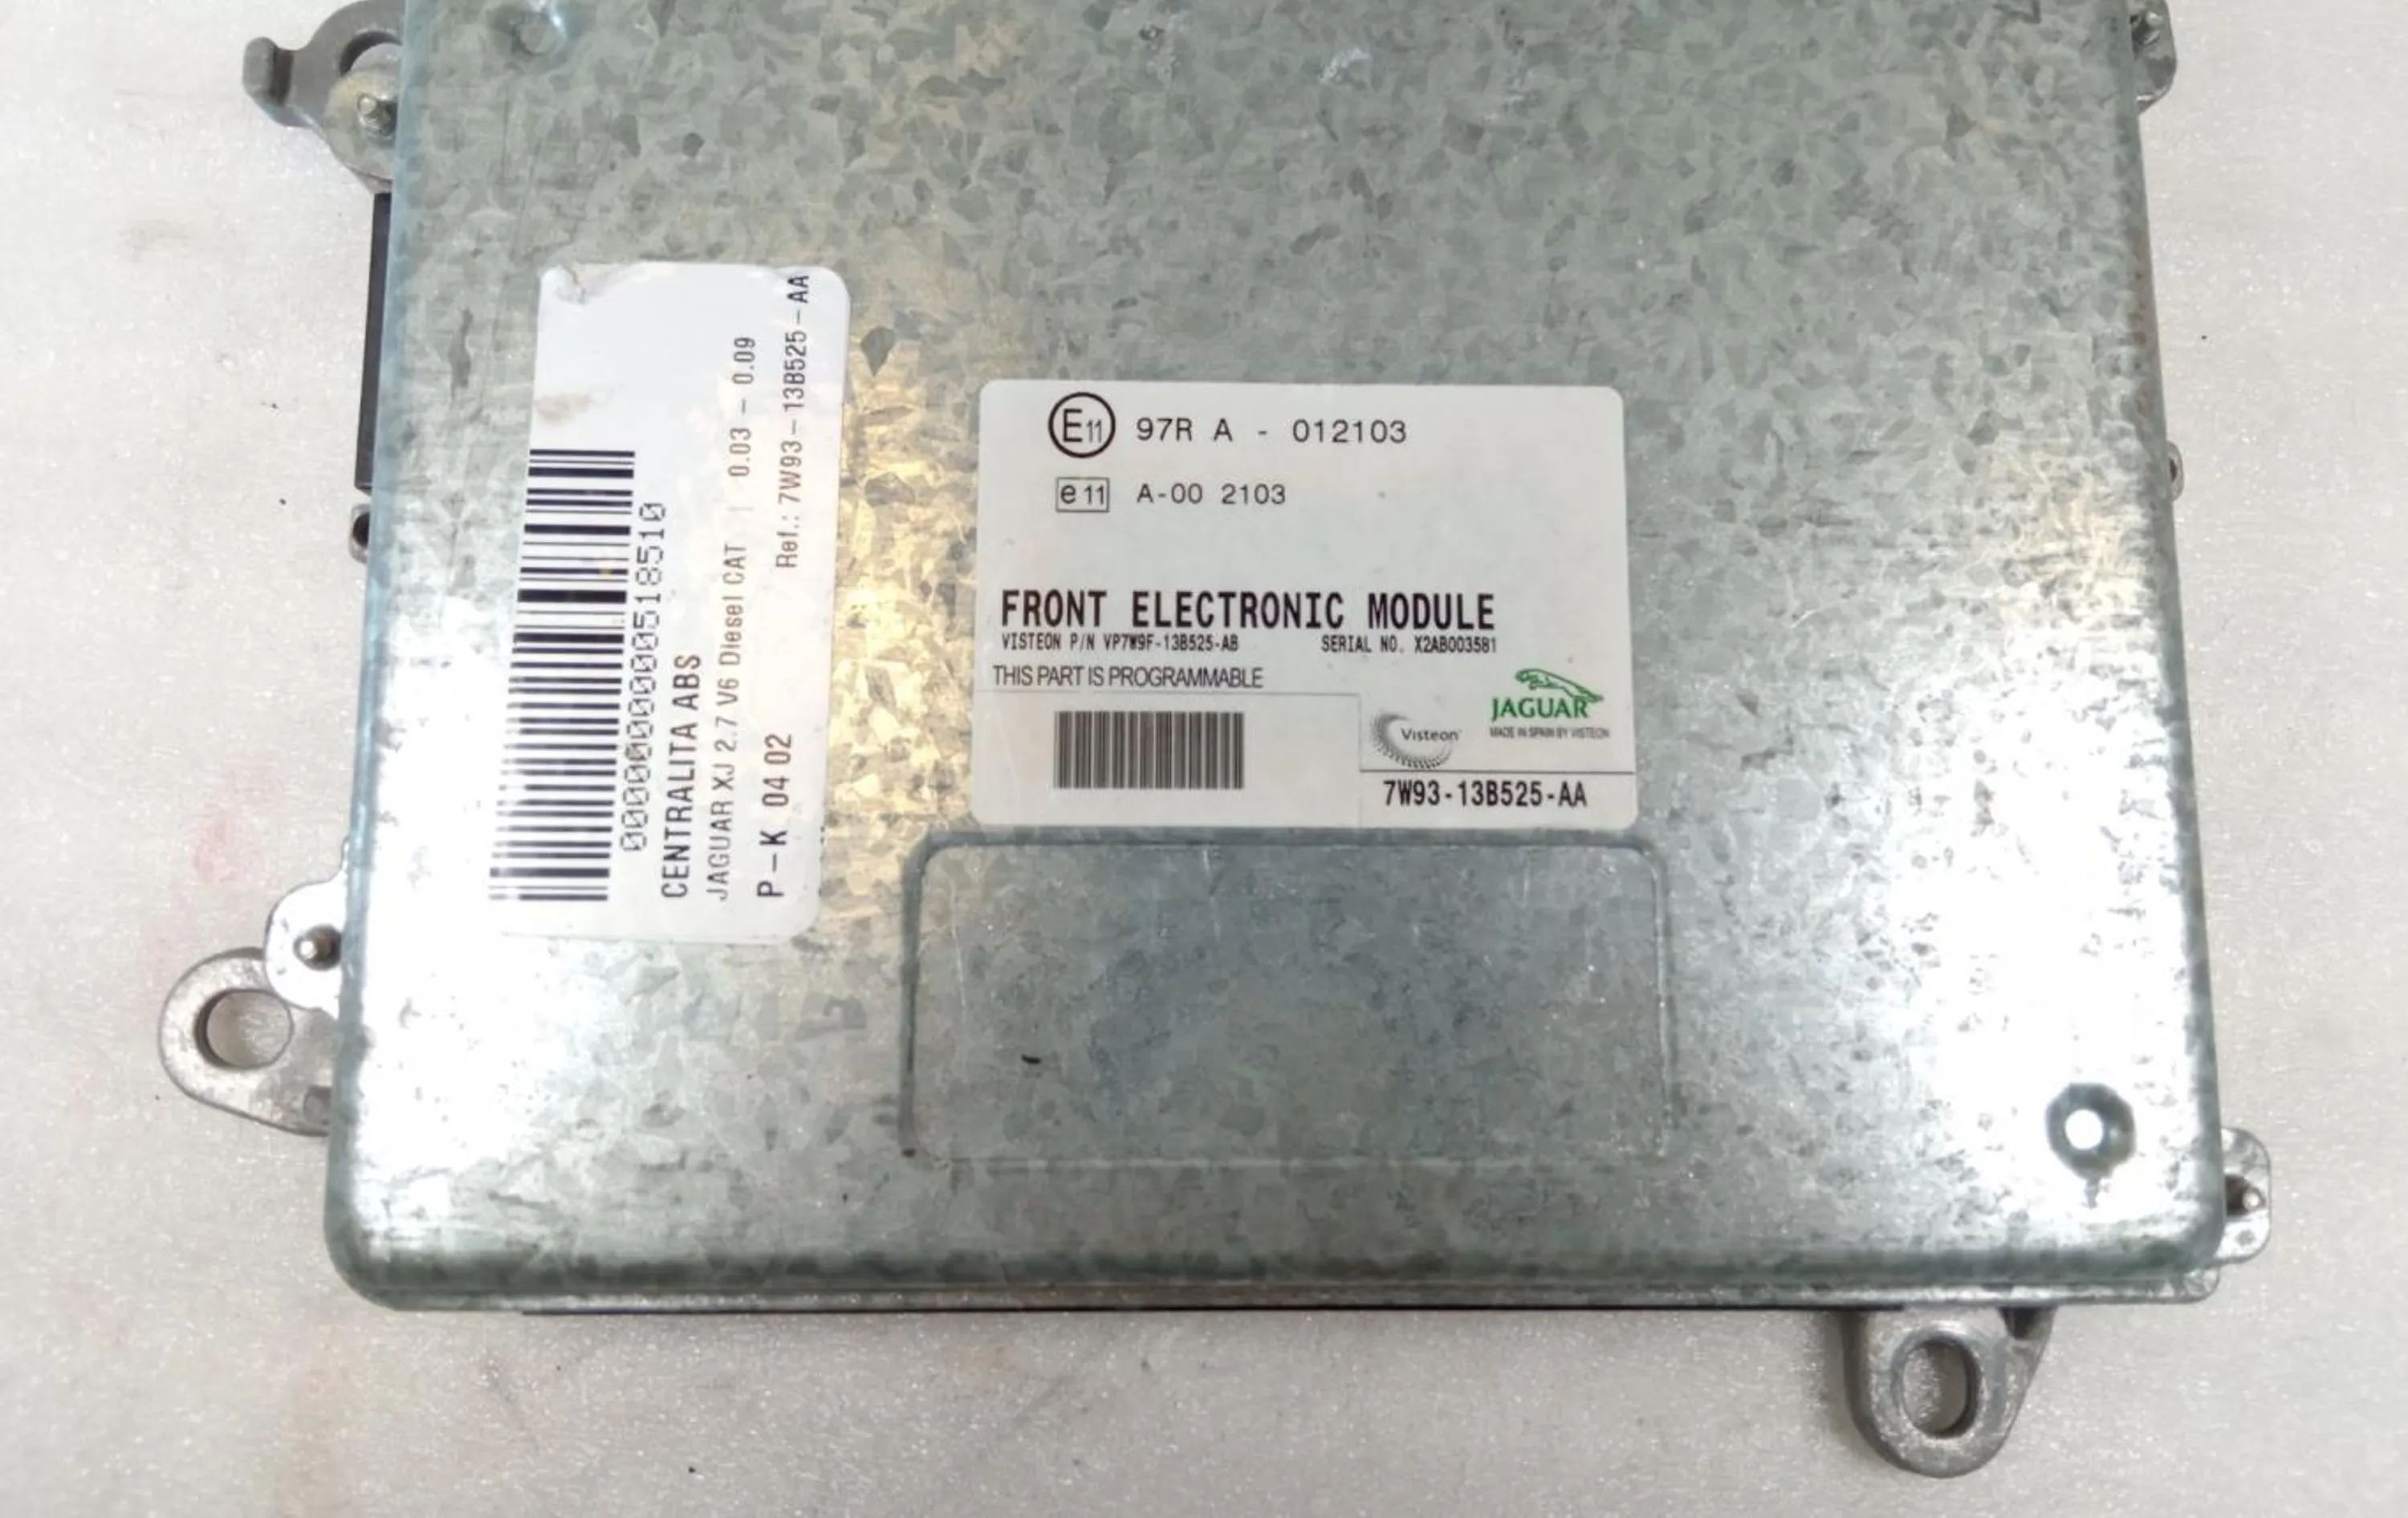 0000000000518510
CENTRALITA ABS
JAGUAR XJ 2.7 V6 Diesel CAT | 0.03 - 0.09
P-K 04 02 Ref.: 7W93-13B525-AA
E11 97R A - 012103
e11 A-00 2103
FRONT ELECTRONIC MODULE
VISTEON P/N VP7W9F-13B525-AB SERIAL NO. X2AB003581
THIS PART IS PROGRAMMABLE
JAGUAR
Visteon
MADE IN SPAIN BY VISTEON
7W93-13B525-AA